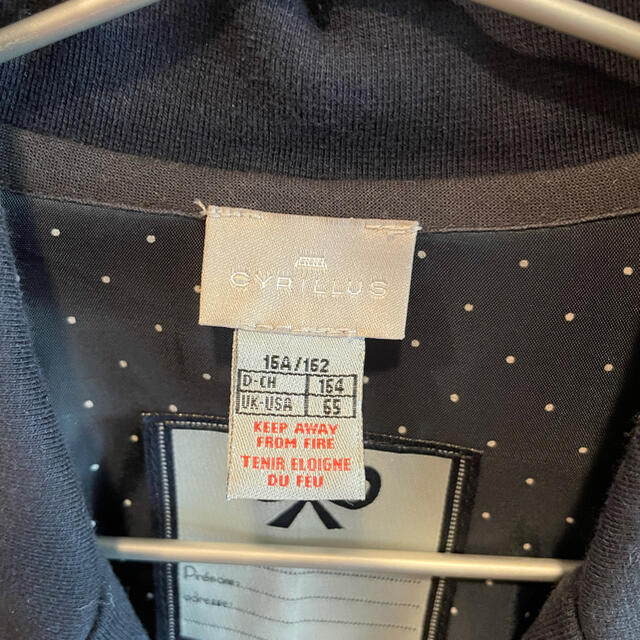 CYRILLUS
16A/162
D-CH 164
UK-USA 65
KEEP AWAY
FROM FIRE
TENIR ELOIGNE
DU FEU
Prénom:
adresse: